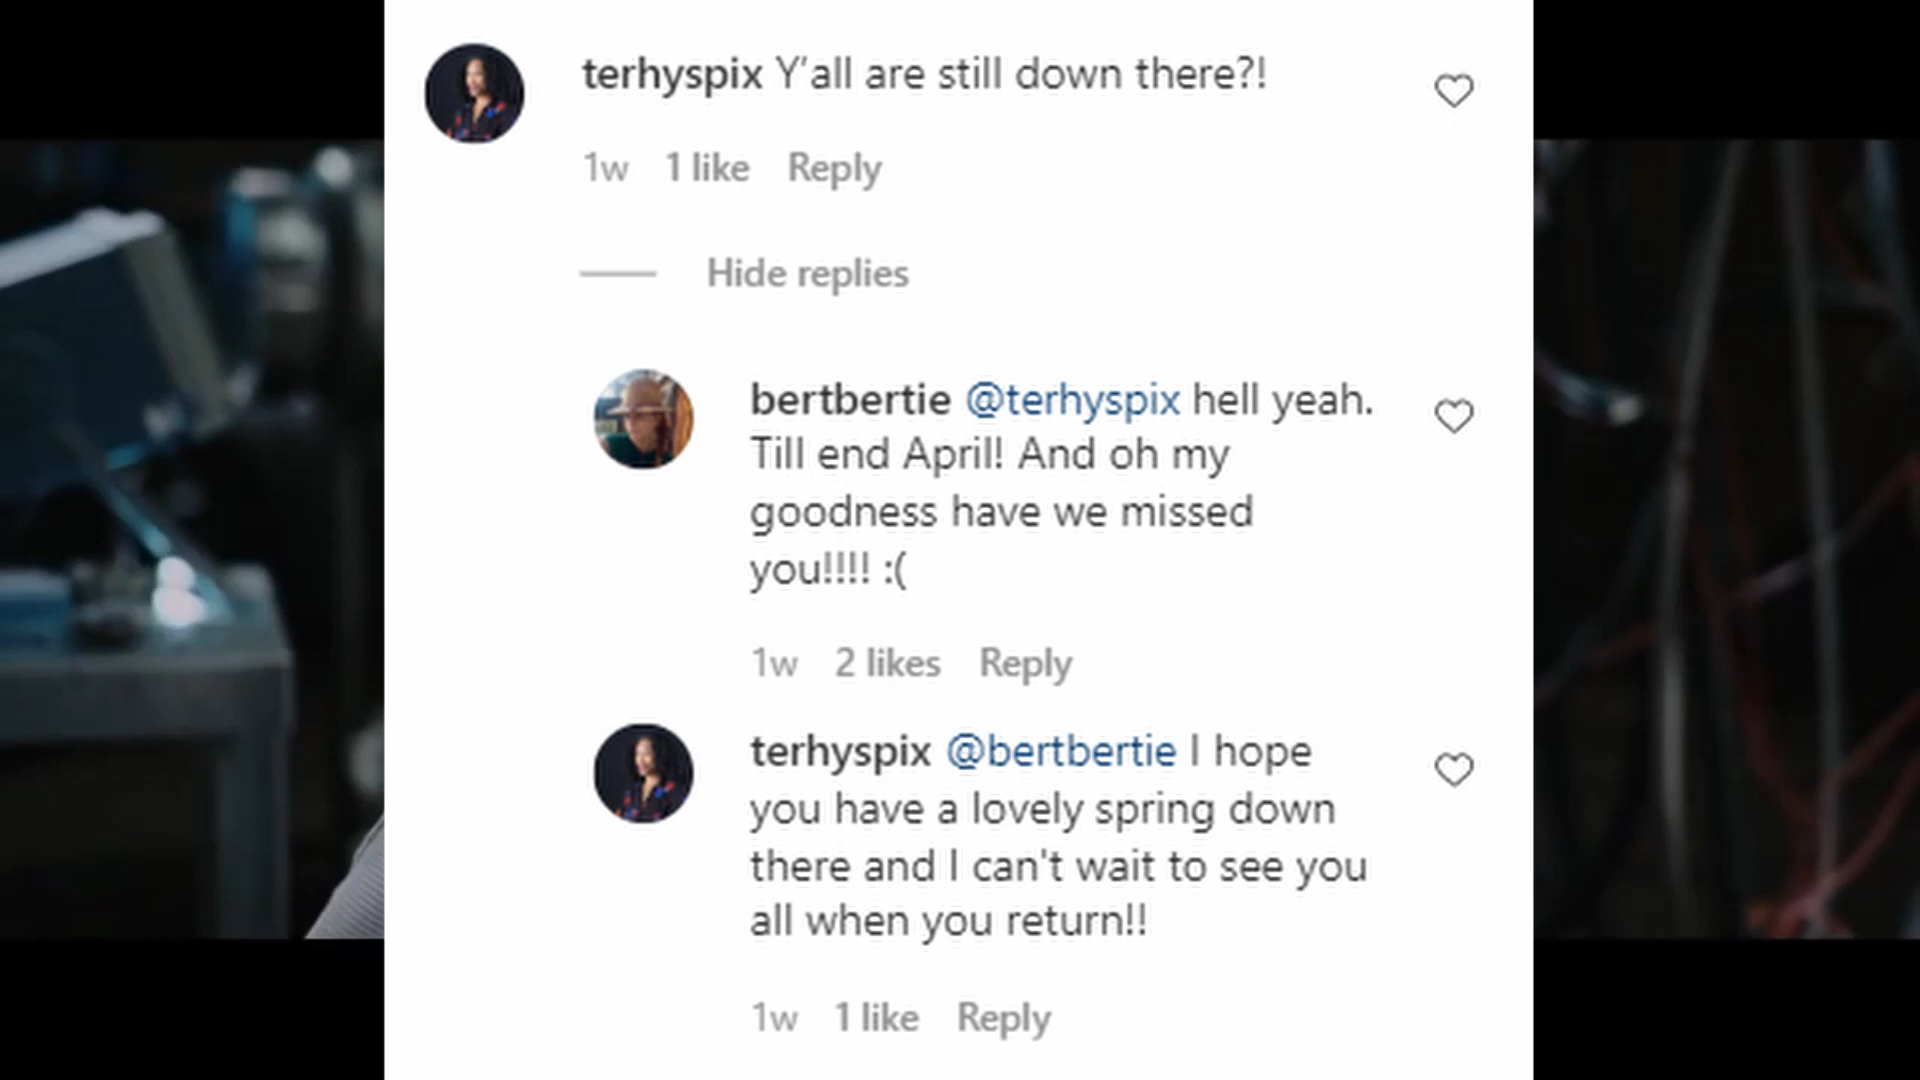 terhyspix Y'all are still down there?!
1w 1 like Reply
Hide replies
bertbertie @terhyspix hell yeah.
Till end April! And oh my
goodness have we missed
you!!!! :(
1w 2 likes Reply
terhyspix @bertbertie I hope
you have a lovely spring down
there and I can't wait to see you
all when you return!!
1w 1 like Reply